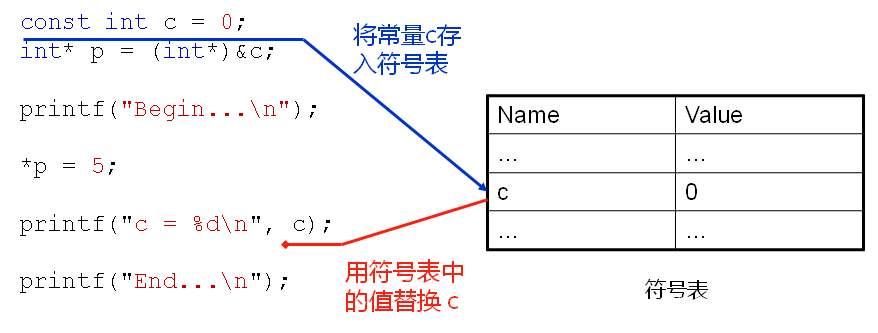 const int c = 0;
int* p = (int*)&c;
printf("Begin...\n");
*p = 5;
printf("c = %d\n", c);
printf("End...\n");
将常量c存
入符号表
Name Value
... ...
c 0
... ...
用符号表中
的值替换 c
符号表